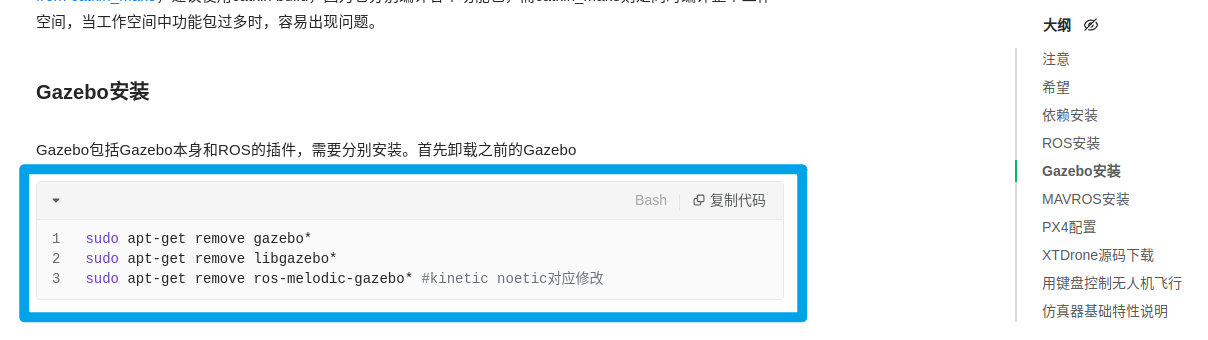 空间，当工作空间中功能包过多时，容易出现问题。
Gazebo安装
Gazebo包括Gazebo本身和ROS的插件，需要分别安装。首先卸载之前的Gazebo
Bash
复制代码
1 sudo apt-get remove gazebo*
2 sudo apt-get remove libgazebo*
3 sudo apt-get remove ros-melodic-gazebo* #kinetic noetic对应修改
大纲
注意
希望
依赖安装
ROS安装
Gazebo安装
MAVROS安装
PX4配置
XTDrone源码下载
用键盘控制无人机飞行
仿真器基础特性说明